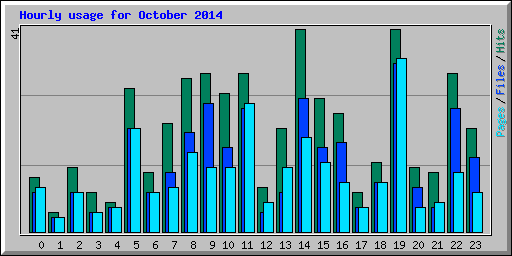 Hourly usage for October 2014
41
Pages/Files/Hits
0 1 2 3 4 5 6 7 8 9 10 11 12 13 14 15 16 17 18 19 20 21 22 23